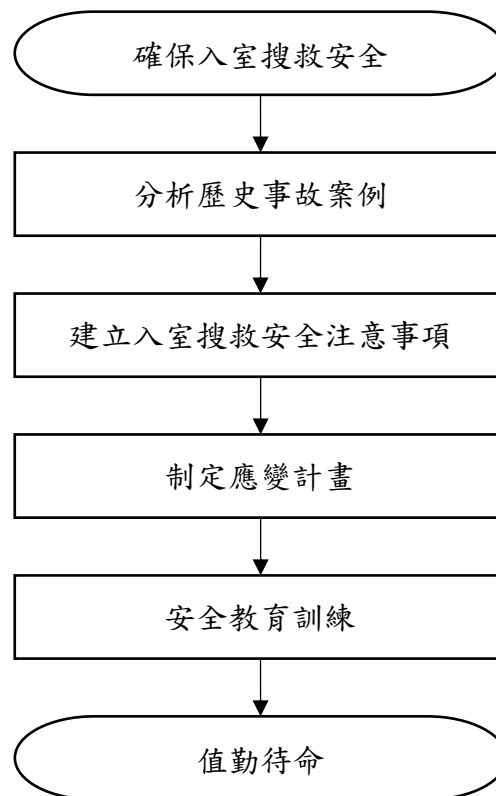 確保入室搜救安全
分析歷史事故案例
建立入室搜救安全注意事項
制定應變計畫
安全教育訓練
值勤待命